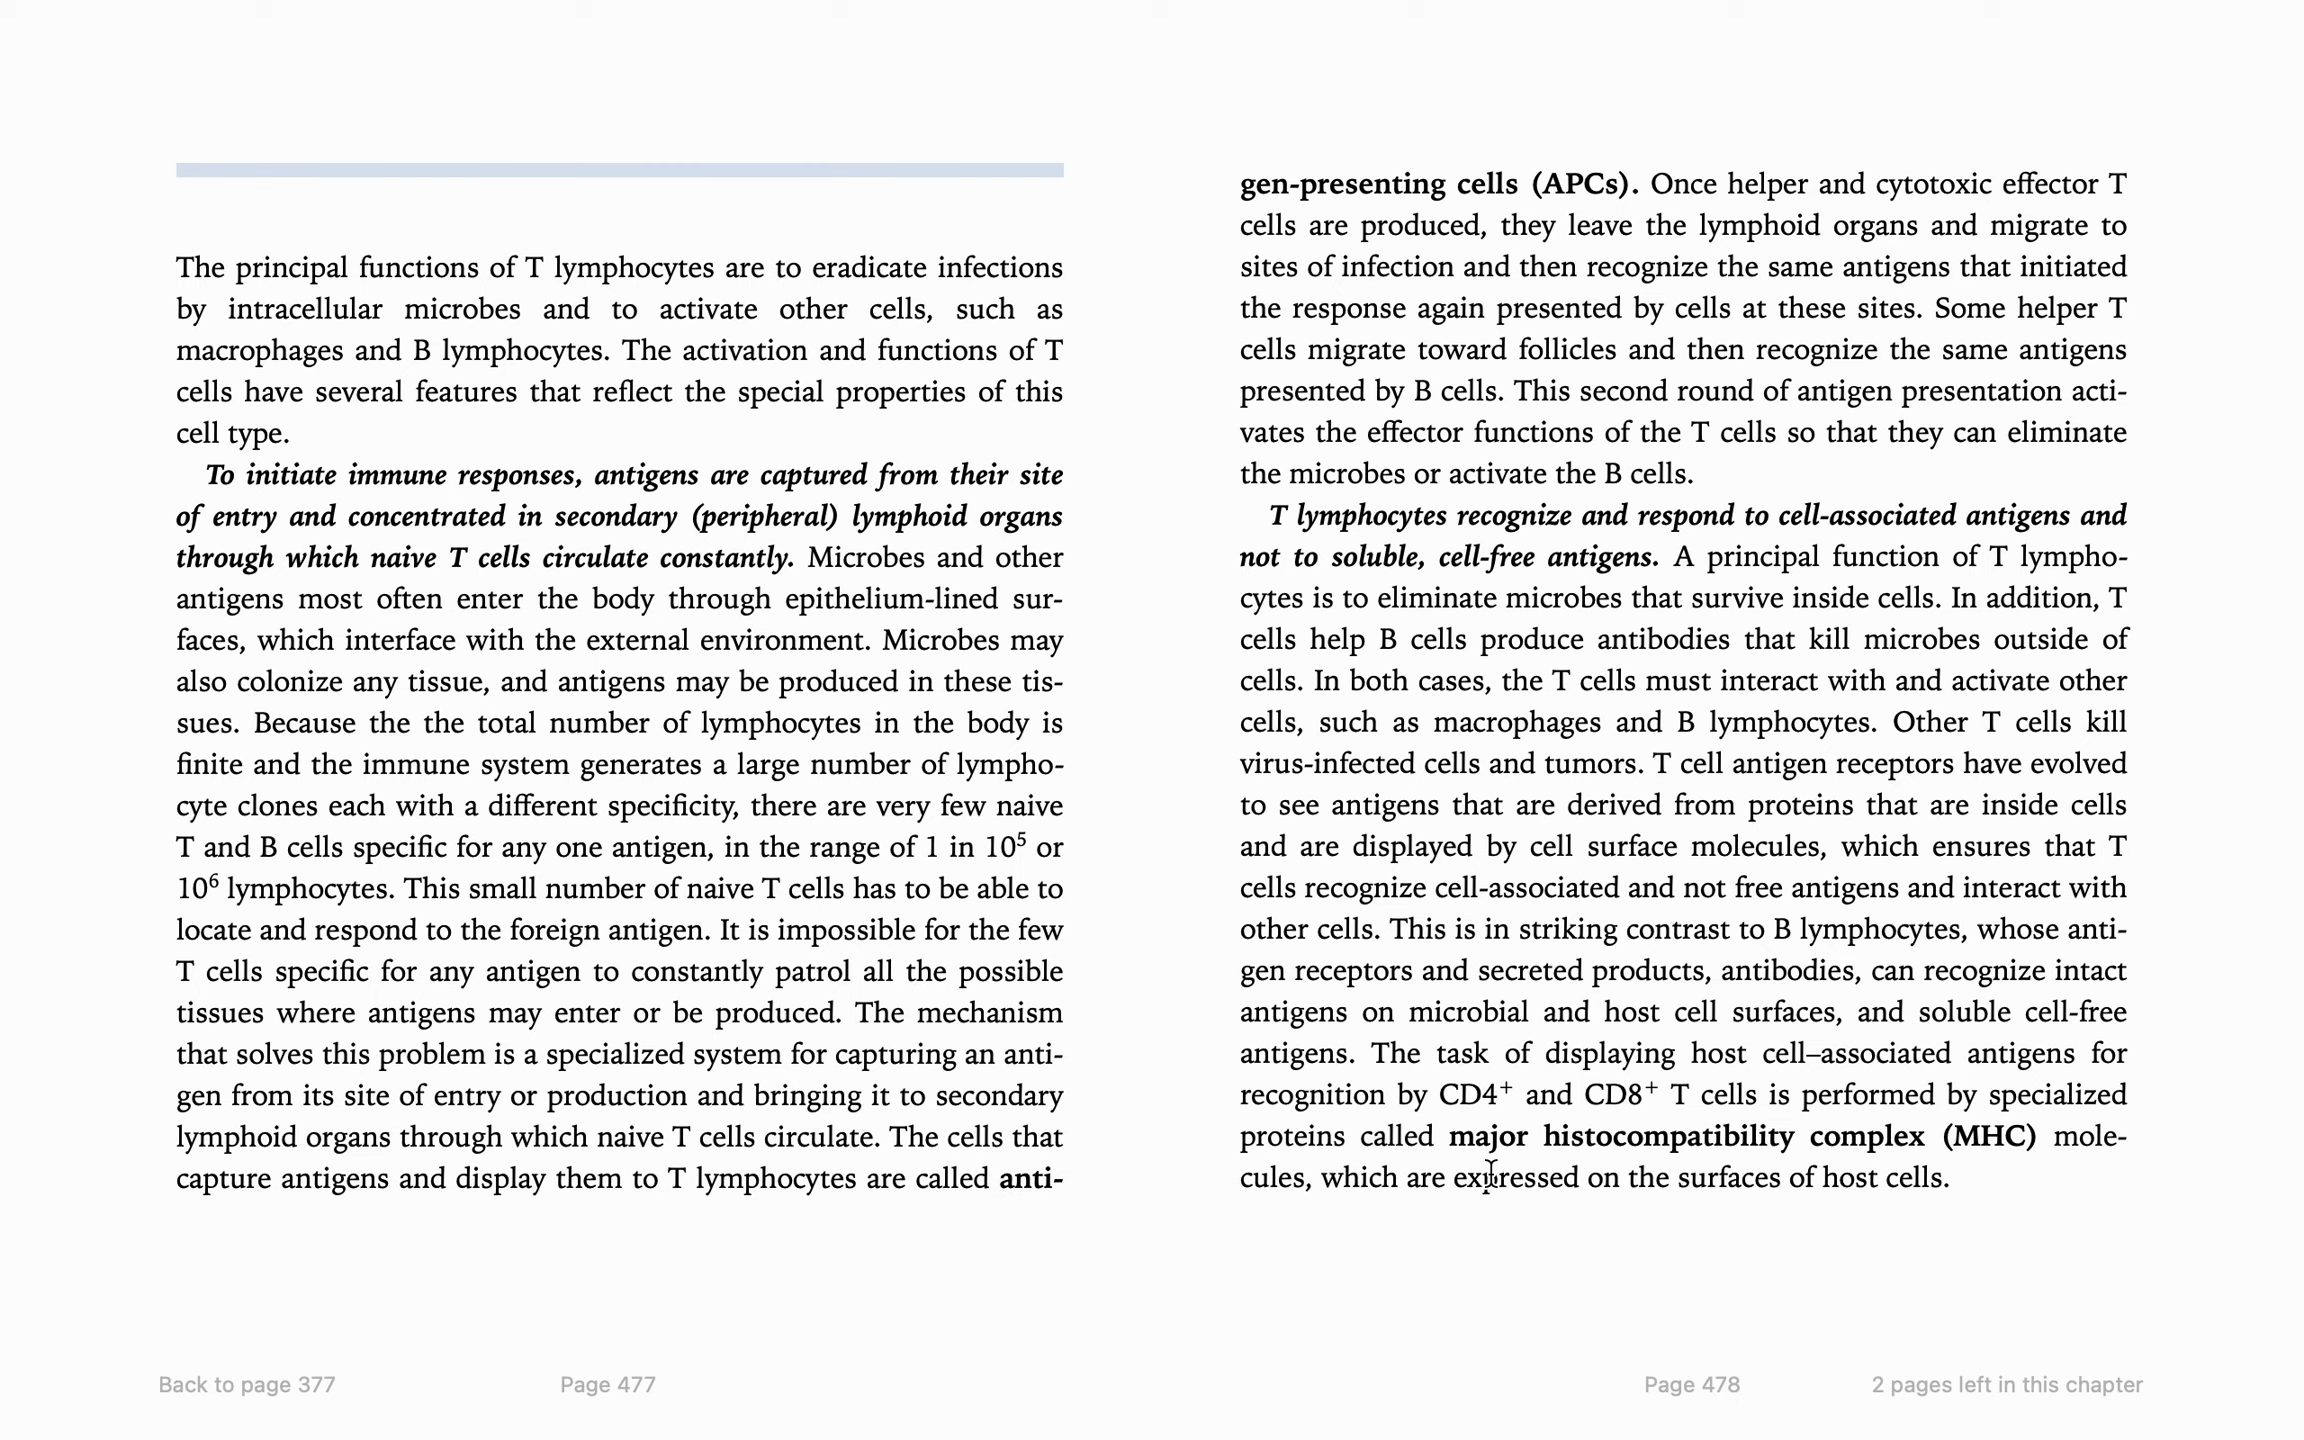 The principal functions of T lymphocytes are to eradicate infections
by intracellular microbes and to activate other cells, such as
macrophages and B lymphocytes. The activation and functions of T
cells have several features that reflect the special properties of this
cell type.
To initiate immune responses, antigens are captured from their site
of entry and concentrated in secondary (peripheral) lymphoid organs
through which naive T cells circulate constantly. Microbes and other
antigens most often enter the body through epithelium-lined sur-
faces, which interface with the external environment. Microbes may
also colonize any tissue, and antigens may be produced in these tis-
sues. Because the the total number of lymphocytes in the body is
finite and the immune system generates a large number of lympho-
cyte clones each with a different specificity, there are very few naive
T and B cells specific for any one antigen, in the range of 1 in 10⁵ or
10⁶ lymphocytes. This small number of naive T cells has to be able to
locate and respond to the foreign antigen. It is impossible for the few
T cells specific for any antigen to constantly patrol all the possible
tissues where antigens may enter or be produced. The mechanism
that solves this problem is a specialized system for capturing an anti-
gen from its site of entry or production and bringing it to secondary
lymphoid organs through which naive T cells circulate. The cells that
capture antigens and display them to T lymphocytes are called anti-
gen-presenting cells (APCs). Once helper and cytotoxic effector T
cells are produced, they leave the lymphoid organs and migrate to
sites of infection and then recognize the same antigens that initiated
the response again presented by cells at these sites. Some helper T
cells migrate toward follicles and then recognize the same antigens
presented by B cells. This second round of antigen presentation acti-
vates the effector functions of the T cells so that they can eliminate
the microbes or activate the B cells.
T lymphocytes recognize and respond to cell-associated antigens and
not to soluble, cell-free antigens. A principal function of T lympho-
cytes is to eliminate microbes that survive inside cells. In addition, T
cells help B cells produce antibodies that kill microbes outside of
cells. In both cases, the T cells must interact with and activate other
cells, such as macrophages and B lymphocytes. Other T cells kill
virus-infected cells and tumors. T cell antigen receptors have evolved
to see antigens that are derived from proteins that are inside cells
and are displayed by cell surface molecules, which ensures that T
cells recognize cell-associated and not free antigens and interact with
other cells. This is in striking contrast to B lymphocytes, whose anti-
gen receptors and secreted products, antibodies, can recognize intact
antigens on microbial and host cell surfaces, and soluble cell-free
antigens. The task of displaying host cell–associated antigens for
recognition by CD4⁺ and CD8⁺ T cells is performed by specialized
proteins called major histocompatibility complex (MHC) mole-
cules, which are expressed on the surfaces of host cells.
Back to page 377
Page 477
Page 478
2 pages left in this chapter